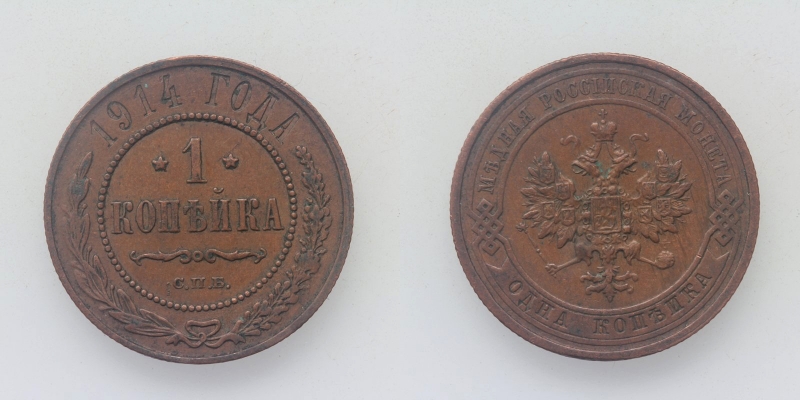 1914 ГОДА
1
КОПѢЙКА
С.П.Б.
МѢДНАЯ РОССІЙСКАЯ МОНЕТА
ОДНА КОПѢЙКА